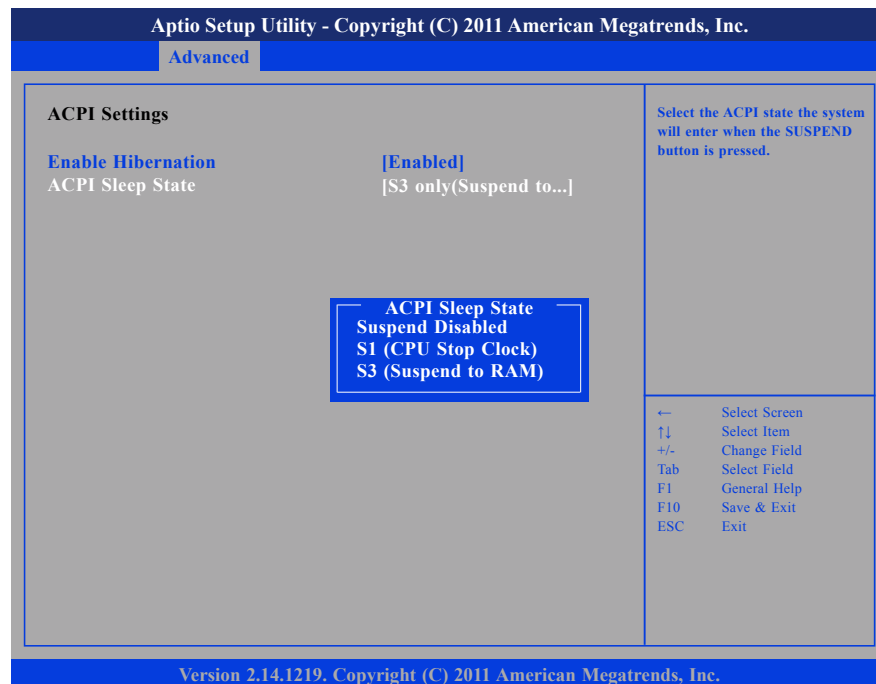 Aptio Setup Utility - Copyright (C) 2011 American Megatrends, Inc.
Advanced
ACPI Settings
Enable Hibernation [Enabled]
ACPI Sleep State [S3 only(Suspend to...]
ACPI Sleep State
Suspend Disabled
S1 (CPU Stop Clock)
S3 (Suspend to RAM)
Select the ACPI state the system
will enter when the SUSPEND
button is pressed.
← Select Screen
↑↓ Select Item
+/- Change Field
Tab Select Field
F1 General Help
F10 Save & Exit
ESC Exit
Version 2.14.1219. Copyright (C) 2011 American Megatrends, Inc.